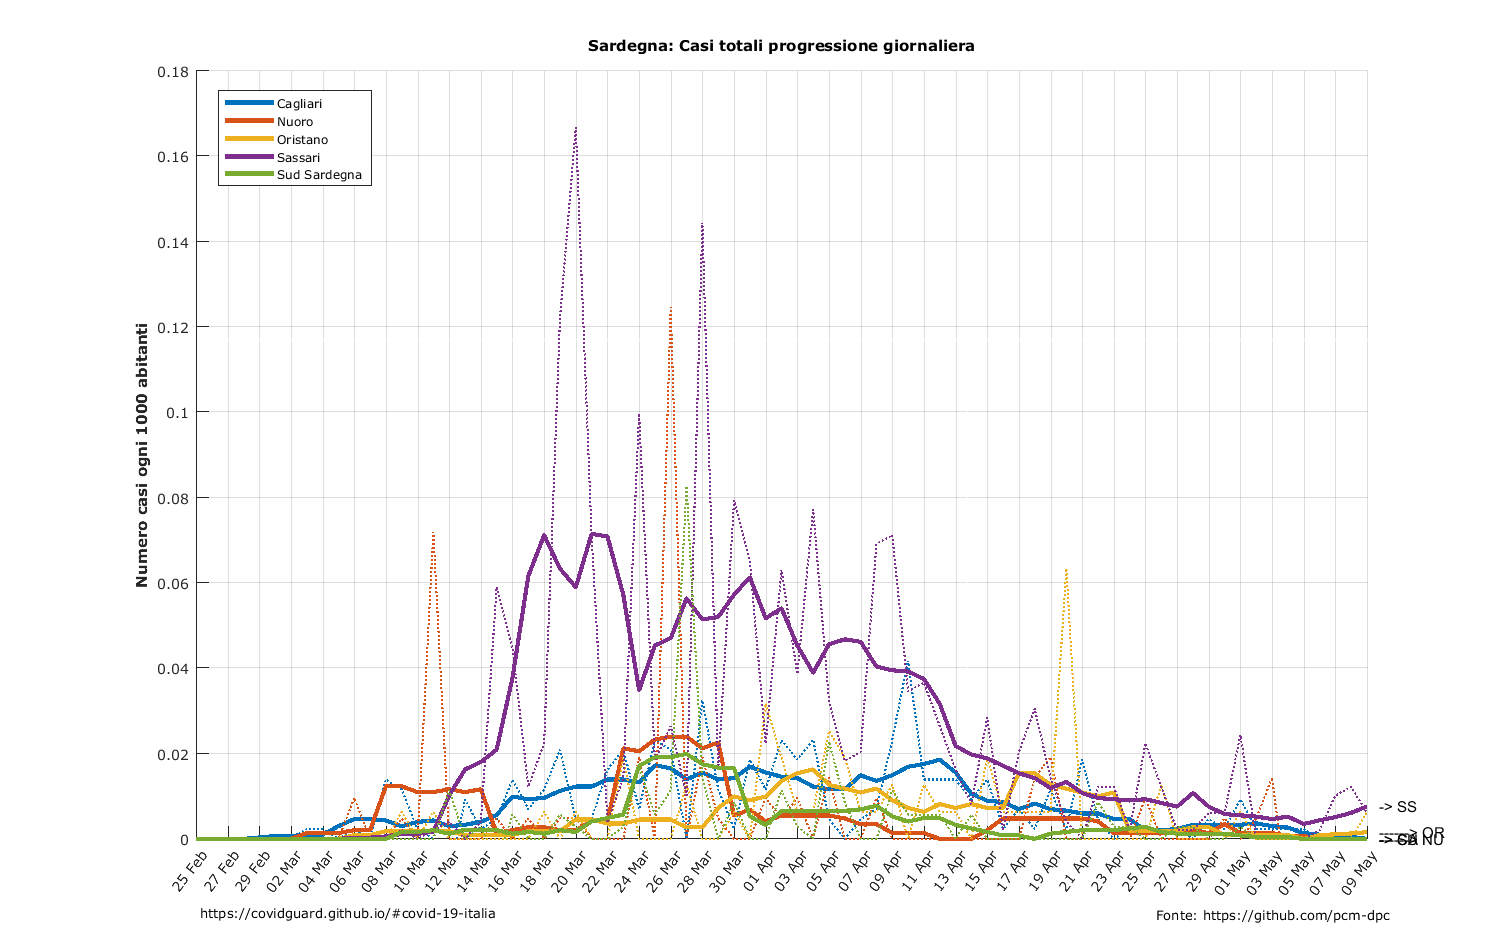 Sardegna: Casi totali progressione giornaliera
Numero casi ogni 1000 abitanti
0.18
0.16
0.14
0.12
0.1
0.08
0.06
0.04
0.02
0
Cagliari
Nuoro
Oristano
Sassari
Sud Sardegna
-> SS
-> OR
NU
25 Feb
27 Feb
29 Feb
02 Mar
04 Mar
06 Mar
08 Mar
10 Mar
12 Mar
14 Mar
16 Mar
18 Mar
20 Mar
22 Mar
24 Mar
26 Mar
28 Mar
30 Mar
01 Apr
03 Apr
05 Apr
07 Apr
09 Apr
11 Apr
13 Apr
15 Apr
17 Apr
19 Apr
21 Apr
23 Apr
25 Apr
27 Apr
29 Apr
01 May
03 May
05 May
07 May
09 May
https://covidguard.github.io/#covid-19-italia
Fonte: https://github.com/pcm-dpc